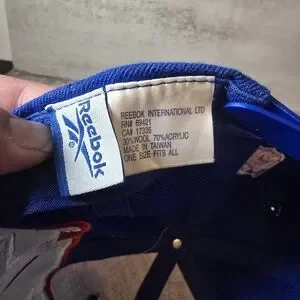 Reebok
REEBOK INTERNATIONAL LTD
RN# 69421
CA# 17335
30%WOOL 70%ACRYLIC
MADE IN TAIWAN
ONE SIZE FITS ALL